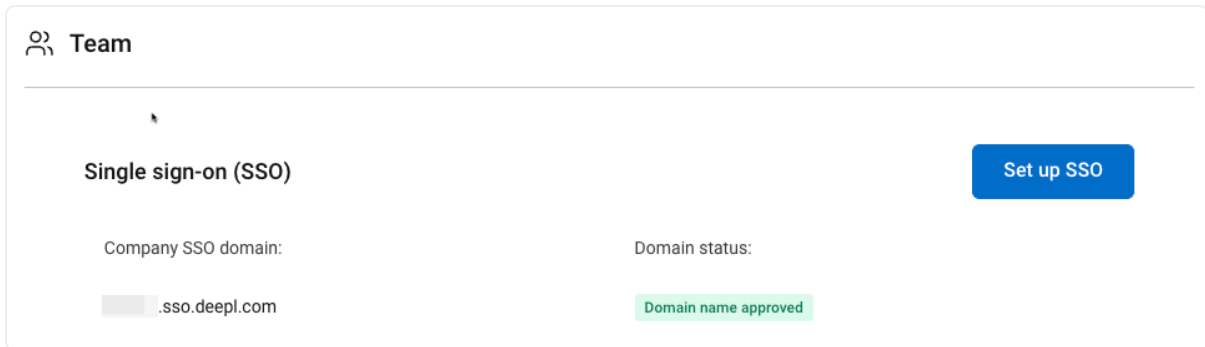 Team
Single sign-on (SSO)
Set up SSO
Company SSO domain:
Domain status:
.sso.deepl.com
Domain name approved